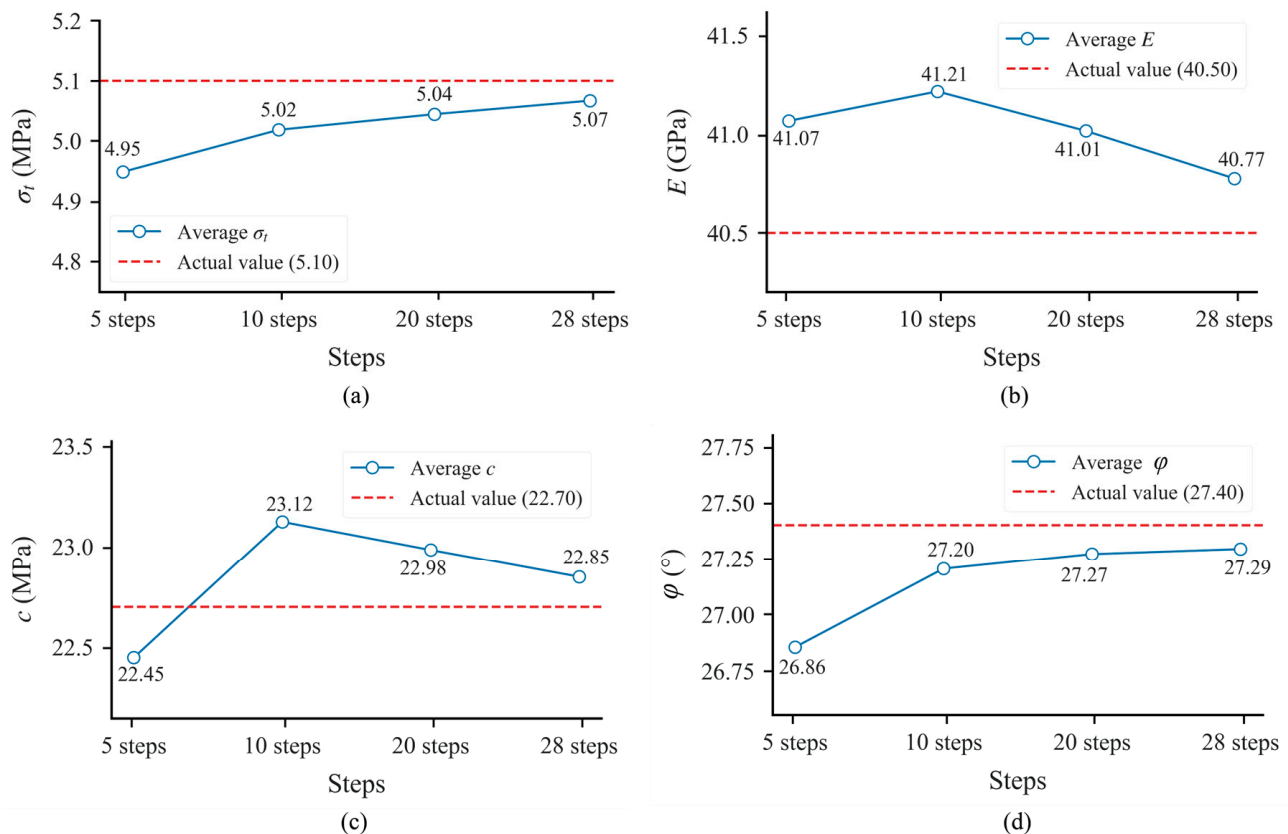 5.2
5.1
5.0
4.9
4.8
σt (MPa)
4.95
5.02
5.04
5.07
Average σt
Actual value (5.10)
5 steps
10 steps
20 steps
28 steps
Steps
(a)
41.5
41.0
40.5
E (GPa)
Average E
Actual value (40.50)
41.07
41.21
41.01
40.77
5 steps
10 steps
20 steps
28 steps
Steps
(b)
23.5
23.0
22.5
c (MPa)
Average c
Actual value (22.70)
22.45
23.12
22.98
22.85
5 steps
10 steps
20 steps
28 steps
Steps
(c)
27.75
27.50
27.25
27.00
26.75
φ (°)
Average φ
Actual value (27.40)
26.86
27.20
27.27
27.29
5 steps
10 steps
20 steps
28 steps
Steps
(d)